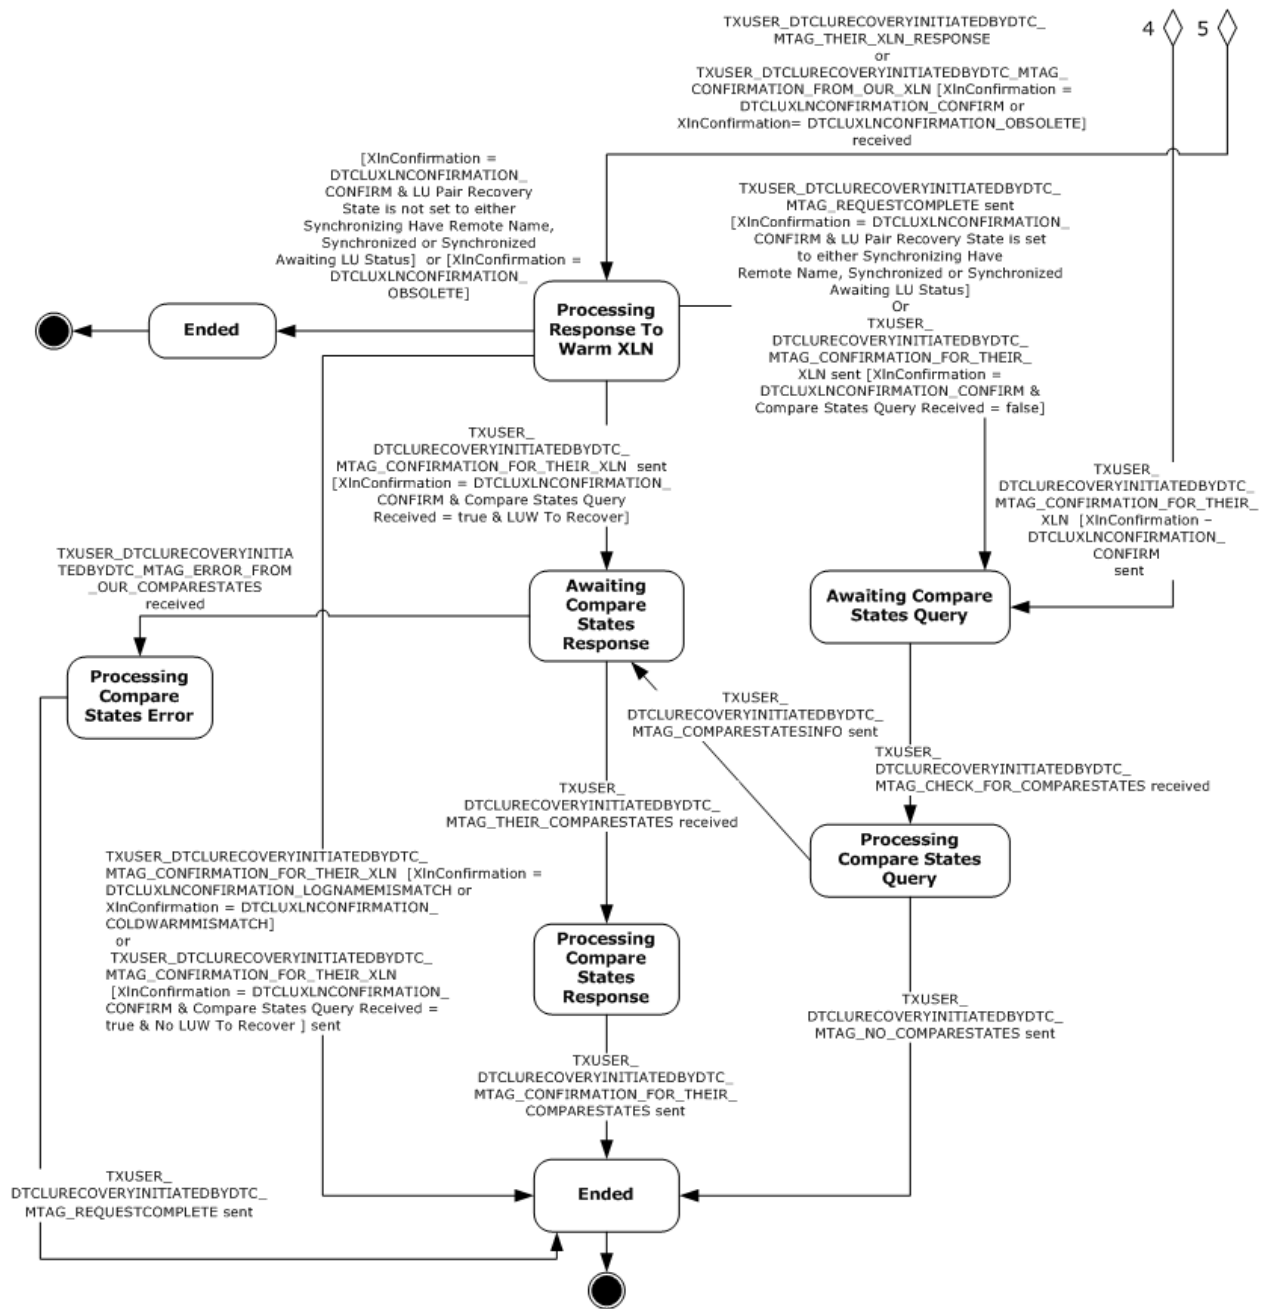 TXUSER_DTCLURECOVERYINITIATEDBYDTC_
MTAG_THEIR_XLN_RESPONSE
or
TXUSER_DTCLURECOVERYINITIATEDBYDTC_MTAG_
CONFIRMATION_FROM_OUR_XLN [XlnConfirmation =
DTCLUXLNCONFIRMATION_CONFIRM or
XlnConfirmation= DTCLUXLNCONFIRMATION_OBSOLETE]
received
4
5
[XlnConfirmation =
DTCLUXLNCONFIRMATION_
CONFIRM & LU Pair Recovery
State is not set to either
Synchronizing Have Remote Name,
Synchronized or Synchronized
Awaiting LU Status]  or [XlnConfirmation =
DTCLUXLNCONFIRMATION_
OBSOLETE]
TXUSER_DTCLURECOVERYINITIATEDBYDTC_
MTAG_REQUESTCOMPLETE sent
[XlnConfirmation = DTCLUXLNCONFIRMATION_
CONFIRM & LU Pair Recovery State is set
to either Synchronizing Have
Remote Name, Synchronized or Synchronized
Awaiting LU Status]
Or
TXUSER_
DTCLURECOVERYINITIATEDBYDTC_
MTAG_CONFIRMATION_FOR_THEIR_
XLN sent [XlnConfirmation =
DTCLUXLNCONFIRMATION_CONFIRM &
Compare States Query Received = false]
Ended
Processing
Response To
Warm XLN
TXUSER_
DTCLURECOVERYINITIATEDBYDTC_
MTAG_CONFIRMATION_FOR_THEIR_XLN  sent
[XlnConfirmation = DTCLUXLNCONFIRMATION_
CONFIRM & Compare States Query
Received = true & LUW To Recover]
TXUSER_
DTCLURECOVERYINITIATEDBYDTC_
MTAG_CONFIRMATION_FOR_THEIR_
XLN  [XlnConfirmation –
DTCLUXLNCONFIRMATION_
CONFIRM
sent
TXUSER_DTCLURECOVERYINITIA
TEDBYDTC_MTAG_ERROR_FROM
_OUR_COMPARESTATES
received
Awaiting
Compare
States
Response
Awaiting Compare
States Query
Processing
Compare
States Error
TXUSER_
DTCLURECOVERYINITIATEDBYDTC_
MTAG_COMPARESTATESINFO sent
TXUSER_
DTCLURECOVERYINITIATEDBYDTC_
MTAG_CHECK_FOR_COMPARESTATES received
TXUSER_
DTCLURECOVERYINITIATEDBYDTC_
MTAG_THEIR_COMPARESTATES received
Processing
Compare States
Query
TXUSER_DTCLURECOVERYINITIATEDBYDTC_
MTAG_CONFIRMATION_FOR_THEIR_XLN  [XlnConfirmation =
DTCLUXLNCONFIRMATION_LOGNAMEMISMATCH or
XlnConfirmation = DTCLUXLNCONFIRMATION_
COLDWARMMISMATCH]
or
TXUSER_DTCLURECOVERYINITIATEDBYDTC_
MTAG_CONFIRMATION_FOR_THEIR_XLN
[XlnConfirmation = DTCLUXLNCONFIRMATION_
CONFIRM & Compare States Query Received =
true & No LUW To Recover ] sent
Processing
Compare
States
Response
TXUSER_
DTCLURECOVERYINITIATEDBYDTC_
MTAG_NO_COMPARESTATES sent
TXUSER_
DTCLURECOVERYINITIATEDBYDTC_
MTAG_CONFIRMATION_FOR_THEIR_
COMPARESTATES sent
TXUSER_
DTCLURECOVERYINITIATEDBYDTC_
MTAG_REQUESTCOMPLETE sent
Ended